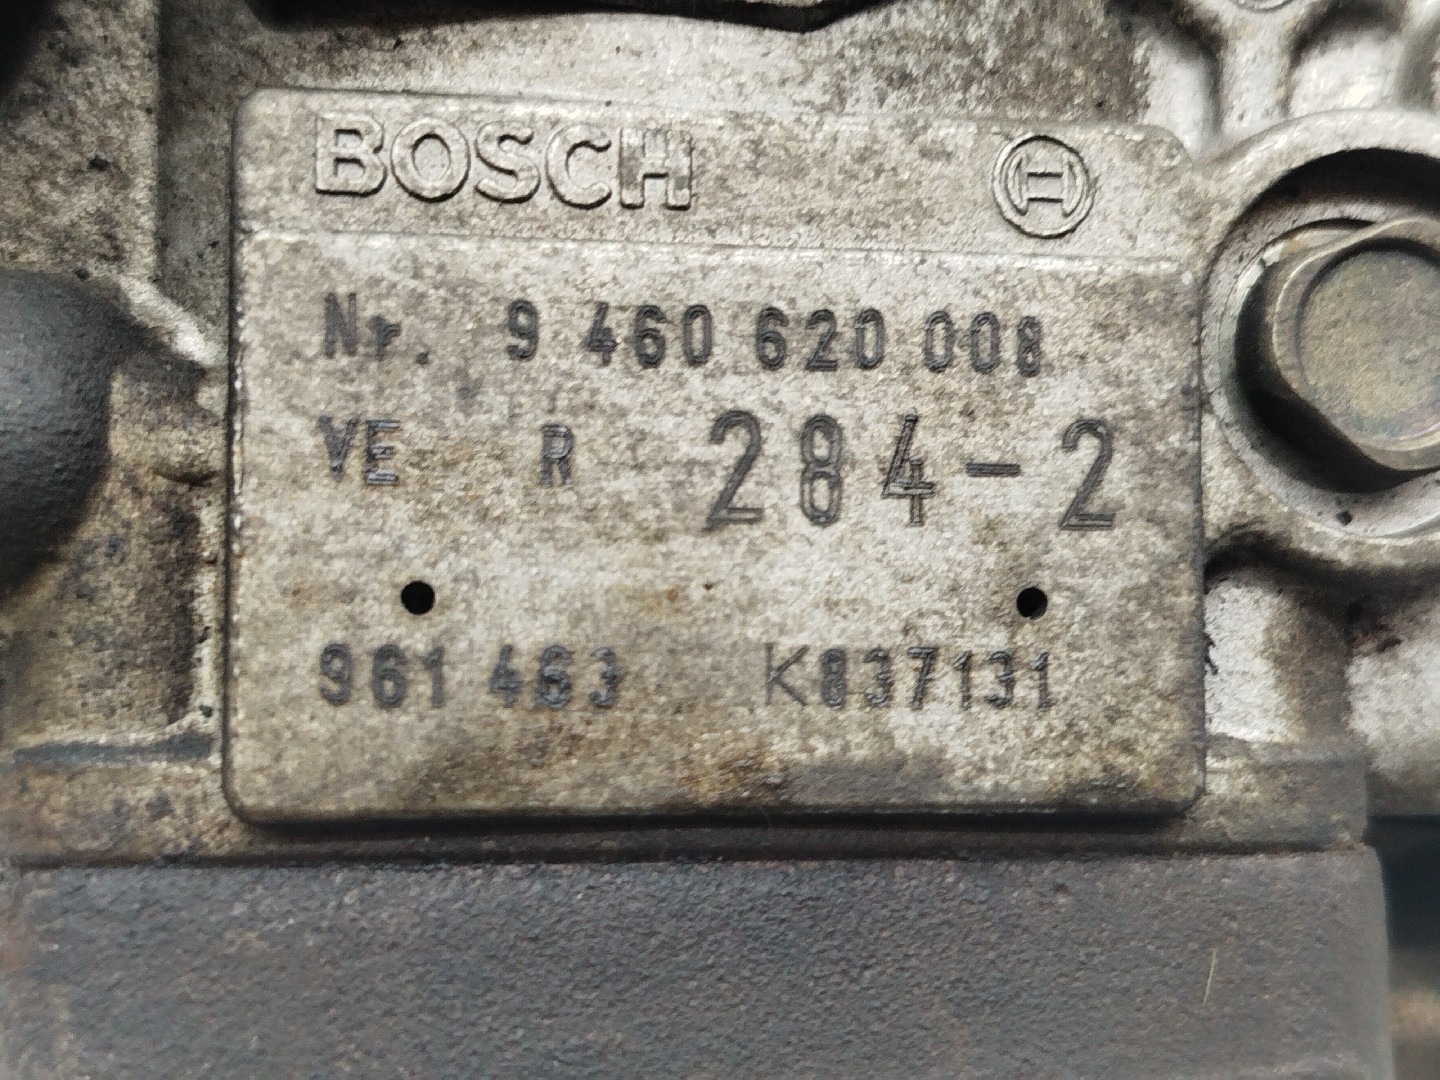 BOSCH
Nr. 9 460 620 008
VE R 284-2
961 463 K837131